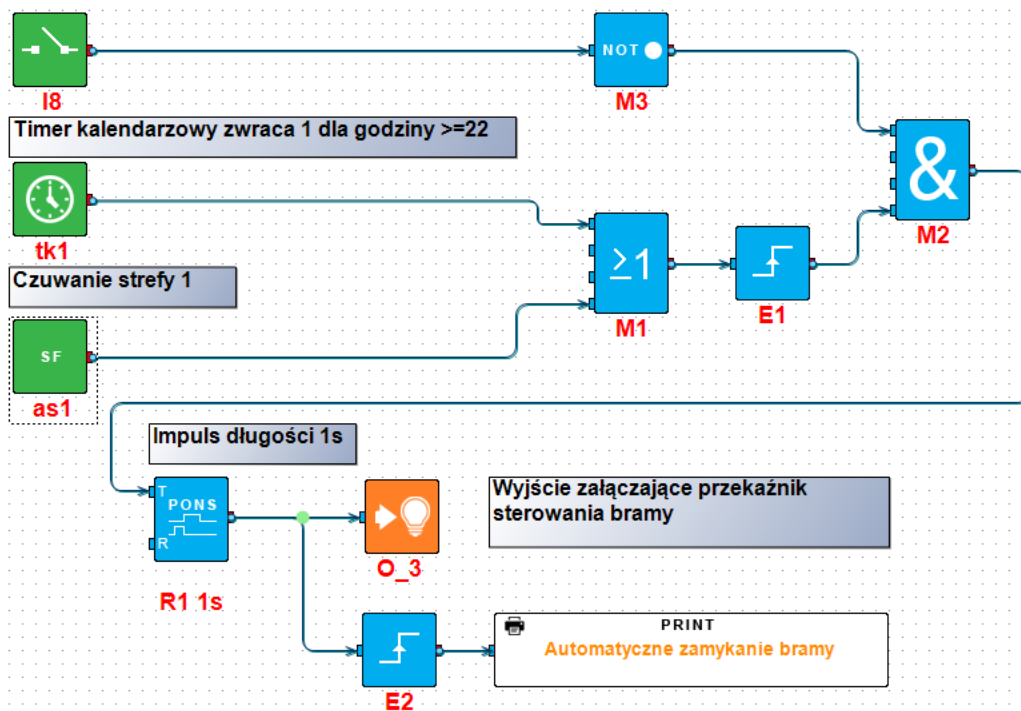 NOT
I8
M3
Timer kalendarzowy zwraca 1 dla godziny >=22
&
tk1
M2
Czuwanie strefy 1
≥1
E1
M1
SF
as1
Impuls długości 1s
T
PONS
R
Wyjście załączające przekaźnik
sterowania bramy
O_3
R1 1s
PRINT
Automatyczne zamykanie bramy
E2